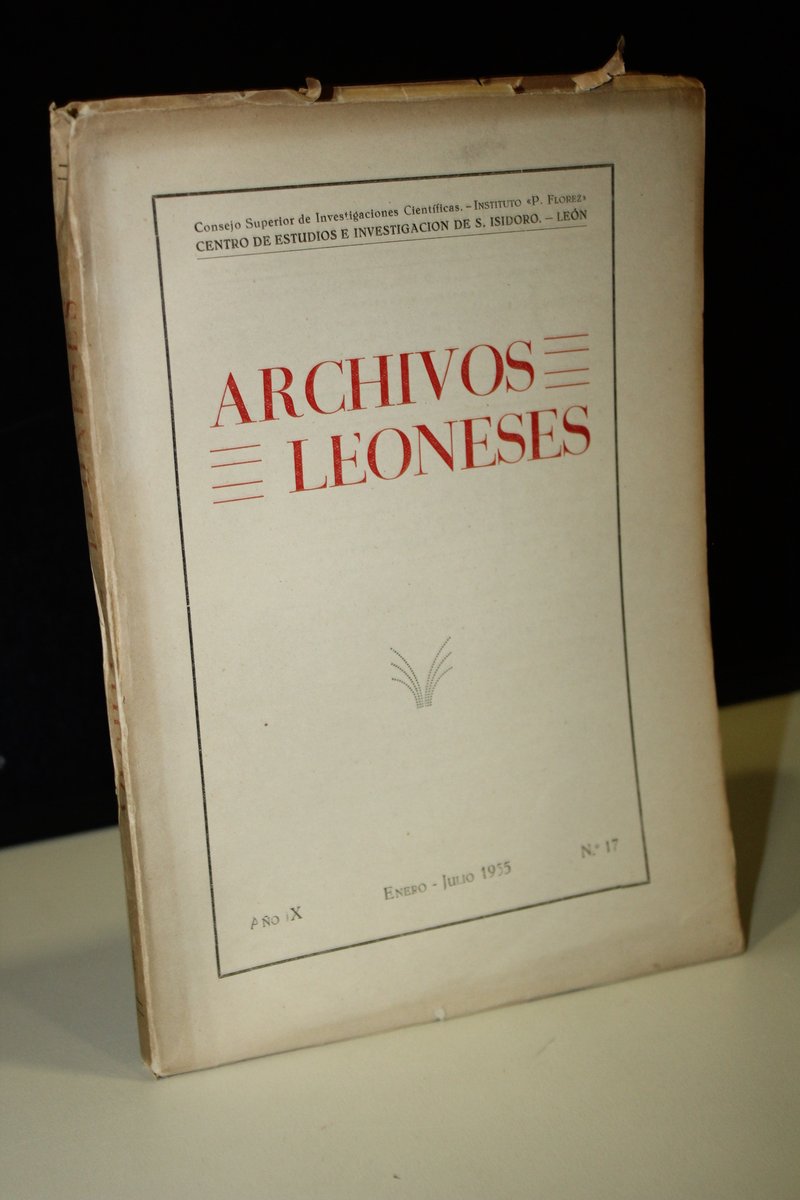 Consejo Superior de Investigaciones Científicas. - INSTITUTO «P. FLOREZ»
CENTRO DE ESTUDIOS E INVESTIGACION DE S. ISIDORO. - LEÓN
ARCHIVOS
LEONESES
AÑO IX
ENERO - JULIO 1955
N.º 17